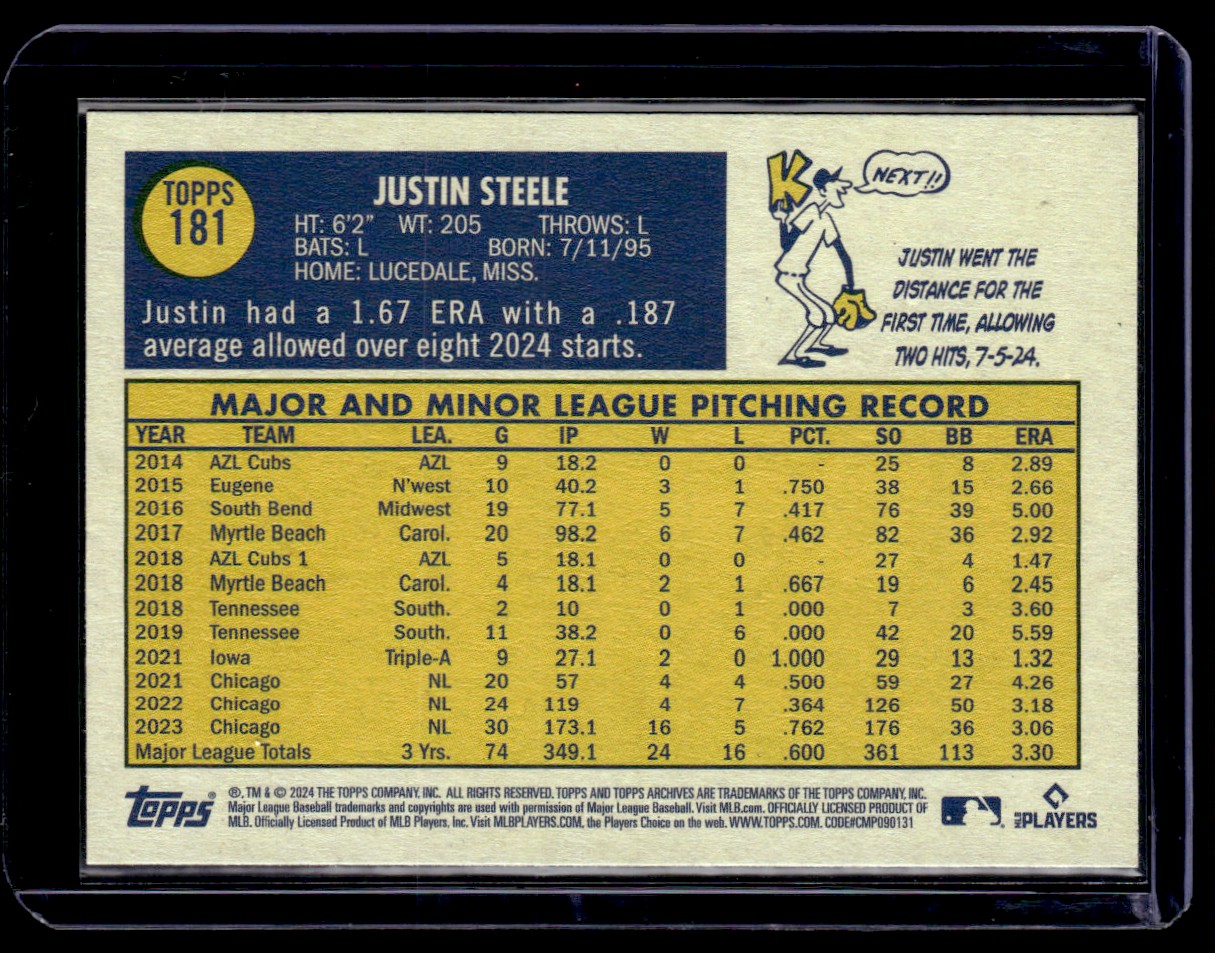 TOPPS
181
JUSTIN STEELE
HT: 6'2" WT: 205 THROWS: L
BATS: L BORN: 7/11/95
HOME: LUCEDALE, MISS.
Justin had a 1.67 ERA with a .187
average allowed over eight 2024 starts.
K
NEXT!!
JUSTIN WENT THE
DISTANCE FOR THE
FIRST TIME, ALLOWING
TWO HITS, 7-5-24.
MAJOR AND MINOR LEAGUE PITCHING RECORD
YEAR TEAM LEA. G IP W L PCT. SO BB ERA
2014 AZL Cubs AZL 9 18.2 0 0 - 25 8 2.89
2015 Eugene N'west 10 40.2 3 1 .750 38 15 2.66
2016 South Bend Midwest 19 77.1 5 7 .417 76 39 5.00
2017 Myrtle Beach Carol. 20 98.2 6 7 .462 82 36 2.92
2018 AZL Cubs 1 AZL 5 18.1 0 0 - 27 4 1.47
2018 Myrtle Beach Carol. 4 18.1 2 1 .667 19 6 2.45
2018 Tennessee South. 2 10 0 1 .000 7 3 3.60
2019 Tennessee South. 11 38.2 0 6 .000 42 20 5.59
2021 Iowa Triple-A 9 27.1 2 0 1.000 29 13 1.32
2021 Chicago NL 20 57 4 4 .500 59 27 4.26
2022 Chicago NL 24 119 4 7 .364 126 50 3.18
2023 Chicago NL 30 173.1 16 5 .762 176 36 3.06
Major League Totals 3 Yrs. 74 349.1 24 16 .600 361 113 3.30
Topps®
®, TM & © 2024 THE TOPPS COMPANY, INC. ALL RIGHTS RESERVED. TOPPS AND TOPPS ARCHIVES ARE TRADEMARKS OF THE TOPPS COMPANY, INC.
Major League Baseball trademarks and copyrights are used with permission of Major League Baseball. Visit MLB.com. OFFICIALLY LICENSED PRODUCT OF
MLB. Officially Licensed Product of MLB Players, Inc. Visit MLBPLAYERS.COM, the Players Choice on the web. WWW.TOPPS.COM. CODE#CMP090131
MLB PLAYERS